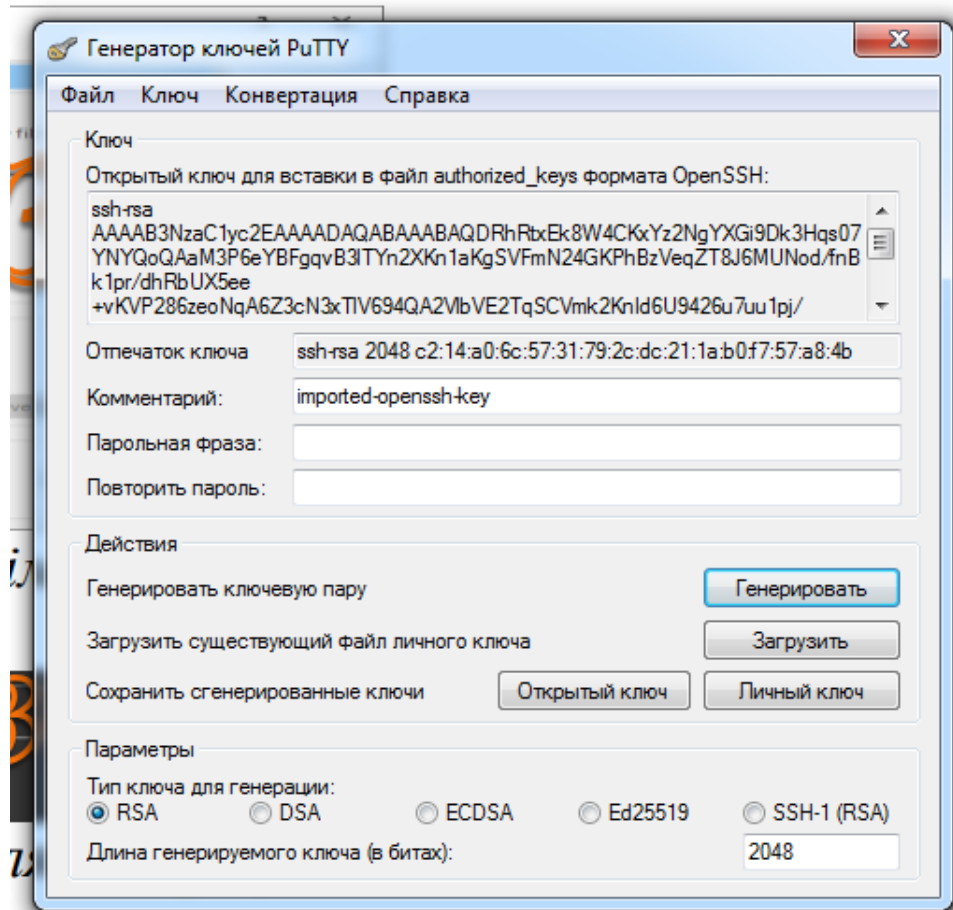 Генератор ключей PuTTY
Файл Ключ Конвертация Справка
Ключ
Открытый ключ для вставки в файл authorized_keys формата OpenSSH:
ssh-rsa
AAAAB3NzaC1yc2EAAAADAQABAAABAQDRhRtxEk8W4CKxYz2NgYXGi9Dk3Hqs07
YNYQoQAaM3P6eYBFgqvB3lTYn2XKn1aKgSVFmN24GKPhBzVeqZT8J6MUNod/fnB
k1pr/dhRbUX5ee
+vKVP286zeoNqA6Z3cN3xTlV694QA2VlbVE2TqSCVmk2Knld6U9426u7uu1pj/
Отпечаток ключа ssh-rsa 2048 c2:14:a0:6c:57:31:79:2c:dc:21:1a:b0:f7:57:a8:4b
Комментарий: imported-openssh-key
Парольная фраза:
Повторить пароль:
Действия
Генерировать ключевую пару Генерировать
Загрузить существующий файл личного ключа Загрузить
Сохранить сгенерированные ключи Открытый ключ Личный ключ
Параметры
Тип ключа для генерации:
RSA DSA ECDSA Ed25519 SSH-1 (RSA)
Длина генерируемого ключа (в битах): 2048